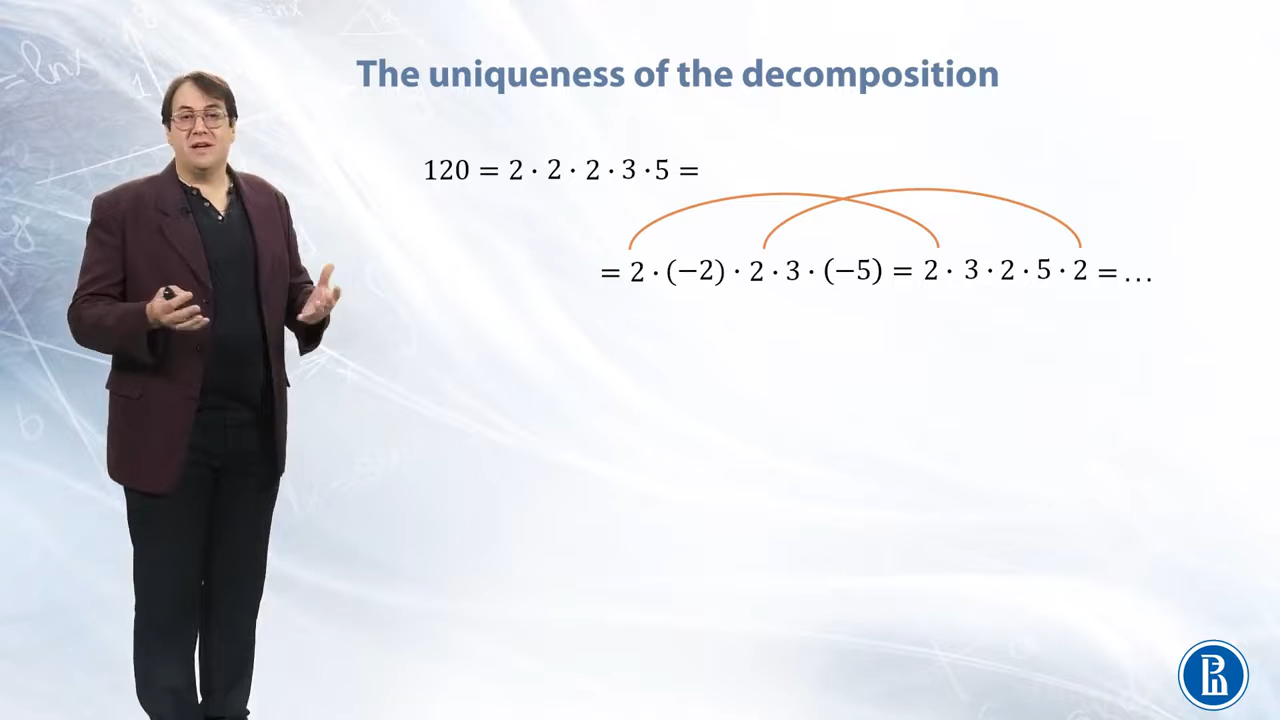 The uniqueness of the decomposition
120 = 2 · 2 · 2 · 3 · 5 =
= 2 · (−2) · 2 · 3 · (−5) = 2 · 3 · 2 · 5 · 2 = …